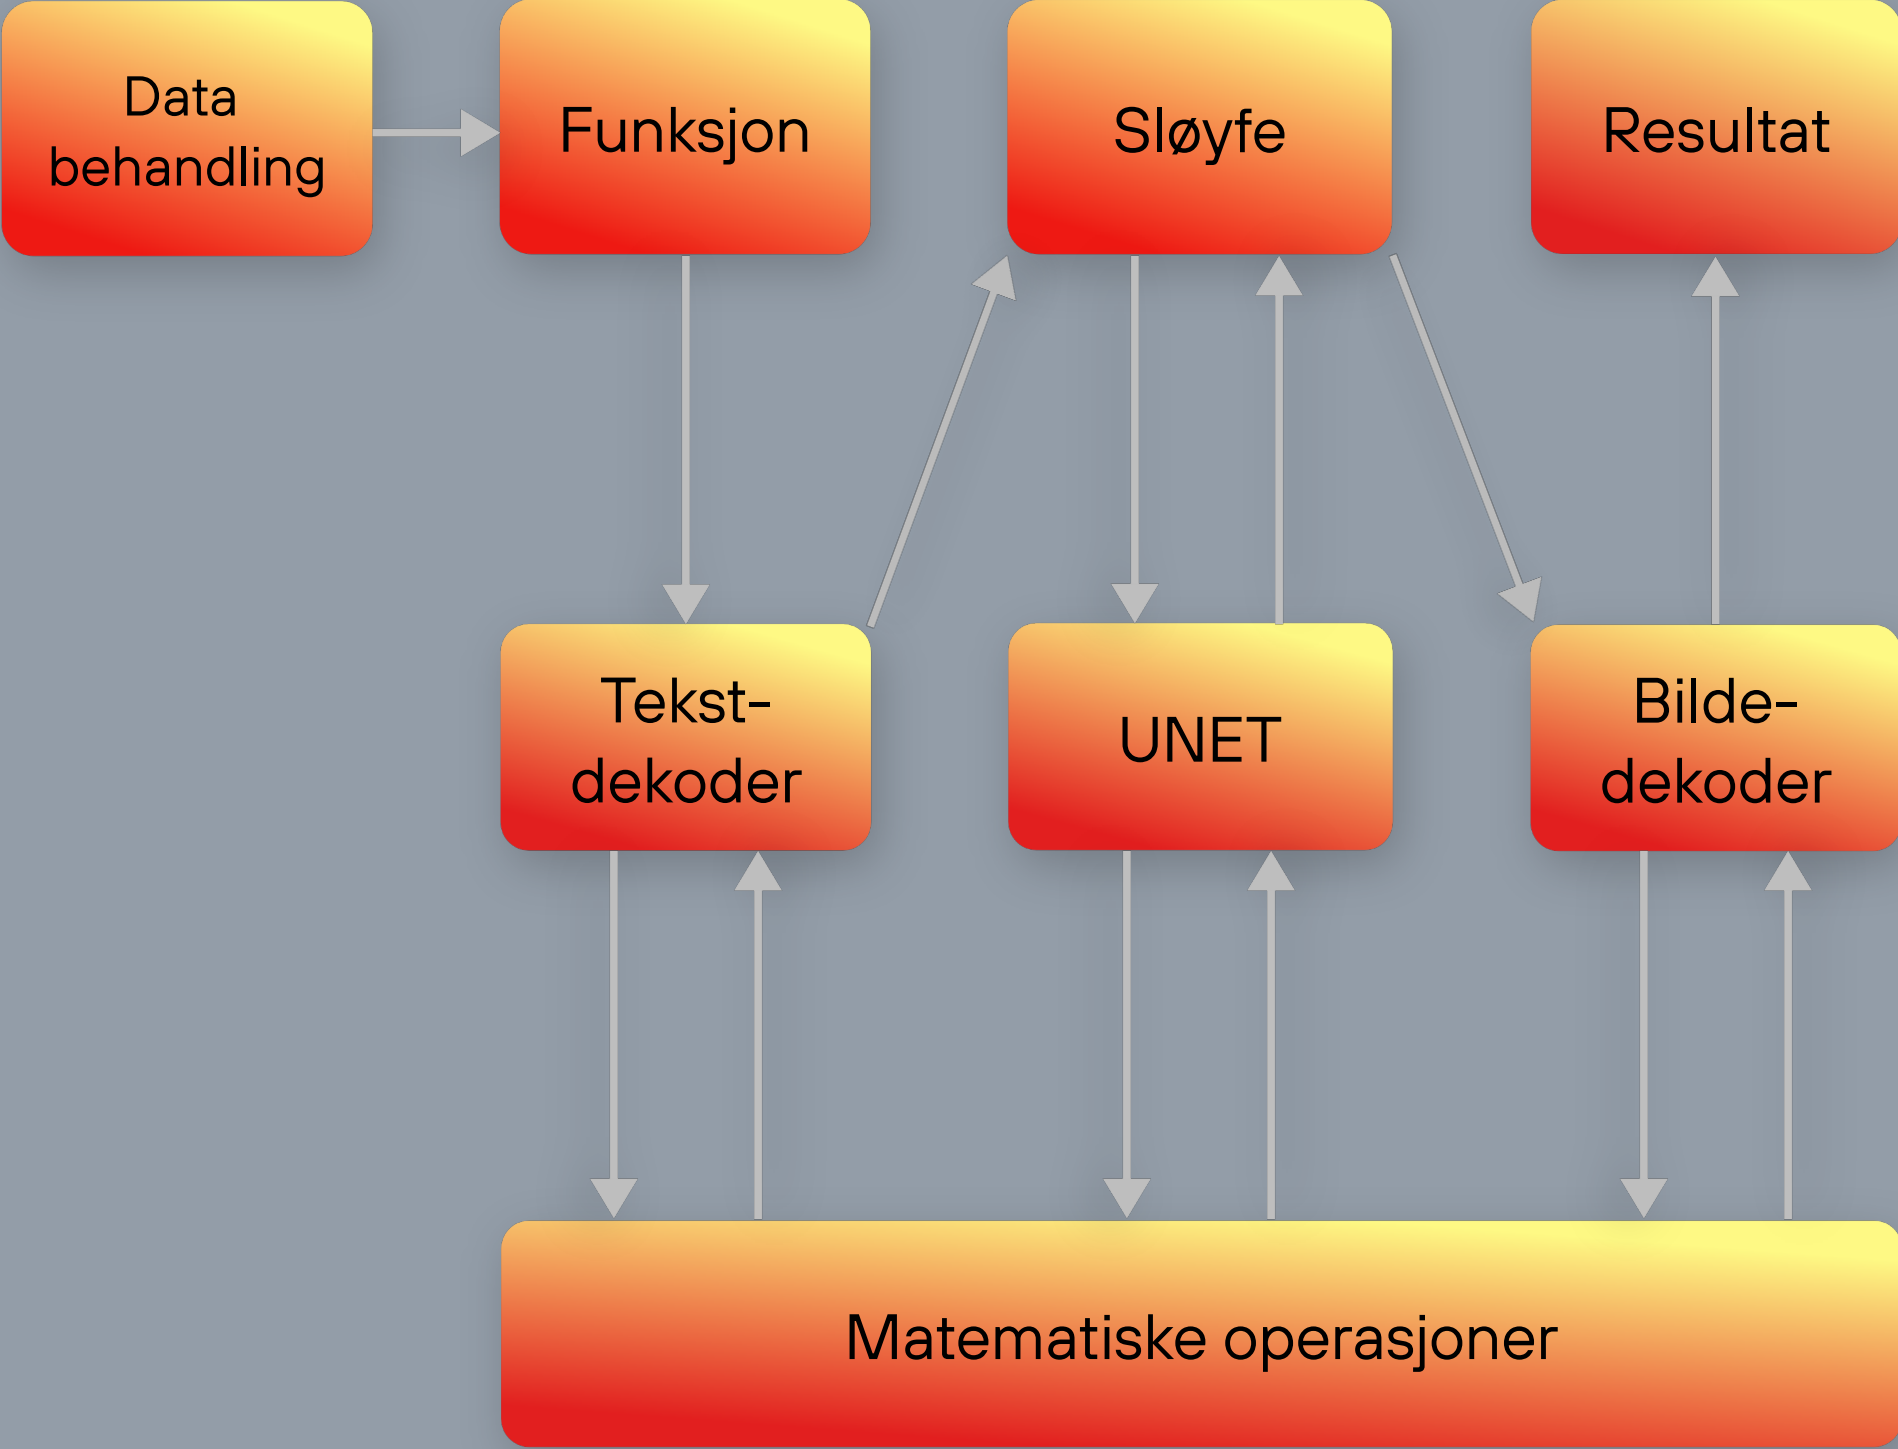 Data
behandling
Funksjon
Sløyfe
Resultat
Tekst-
dekoder
UNET
Bilde-
dekoder
Matematiske operasjoner